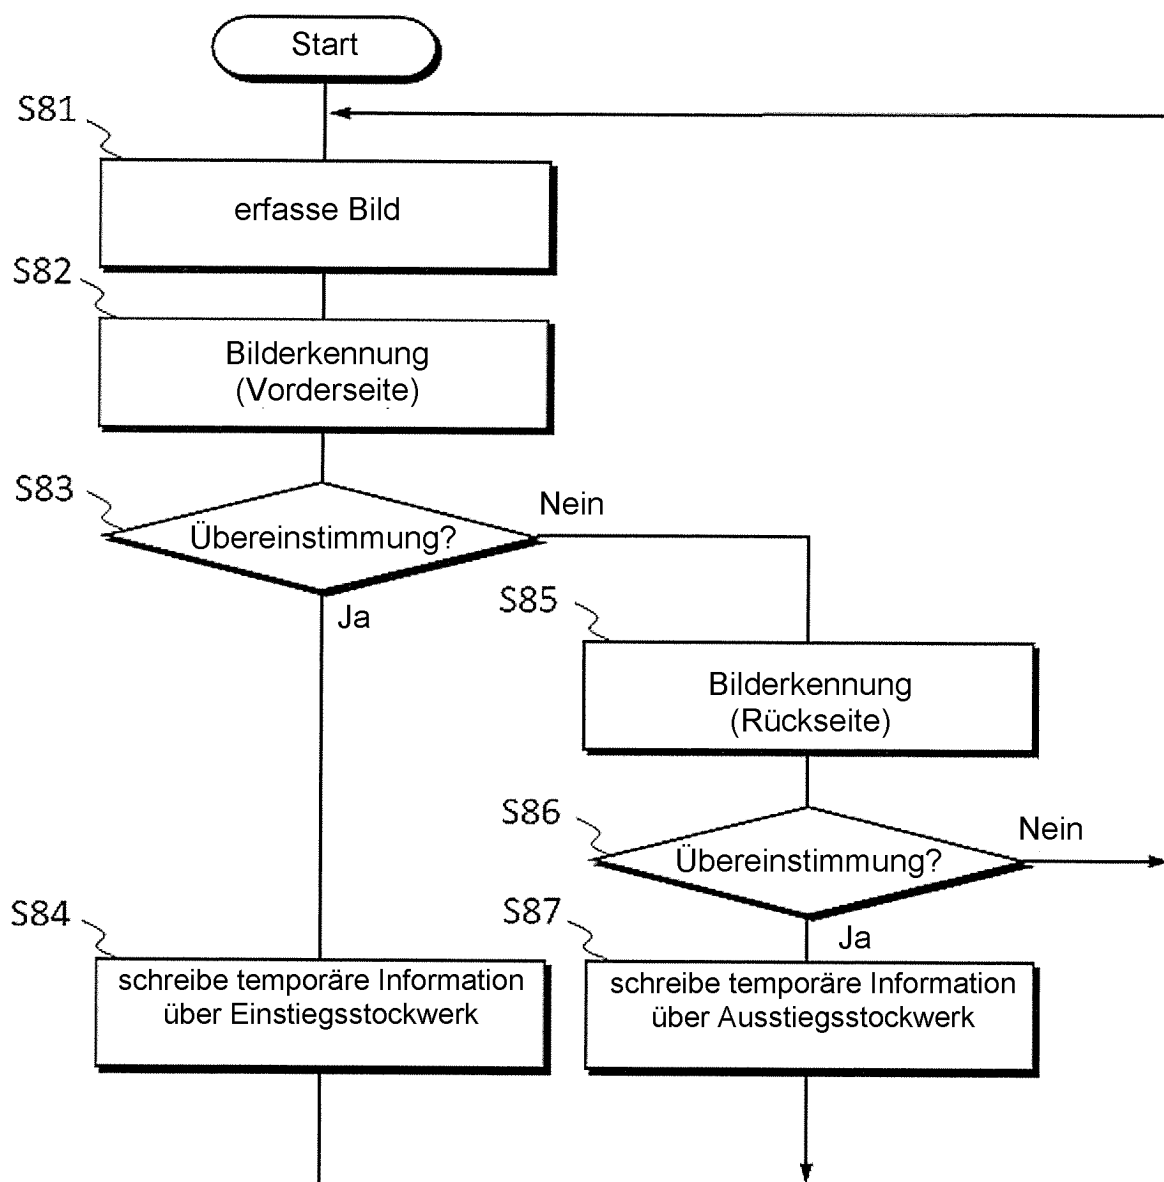 Start
S81
erfasse Bild
S82
Bilderkennung
(Vorderseite)
S83
Übereinstimmung?
Nein
Ja
S85
Bilderkennung
(Rückseite)
S86
Übereinstimmung?
Nein
Ja
S84
schreibe temporäre Information
über Einstiegsstockwerk
S87
schreibe temporäre Information
über Ausstiegsstockwerk